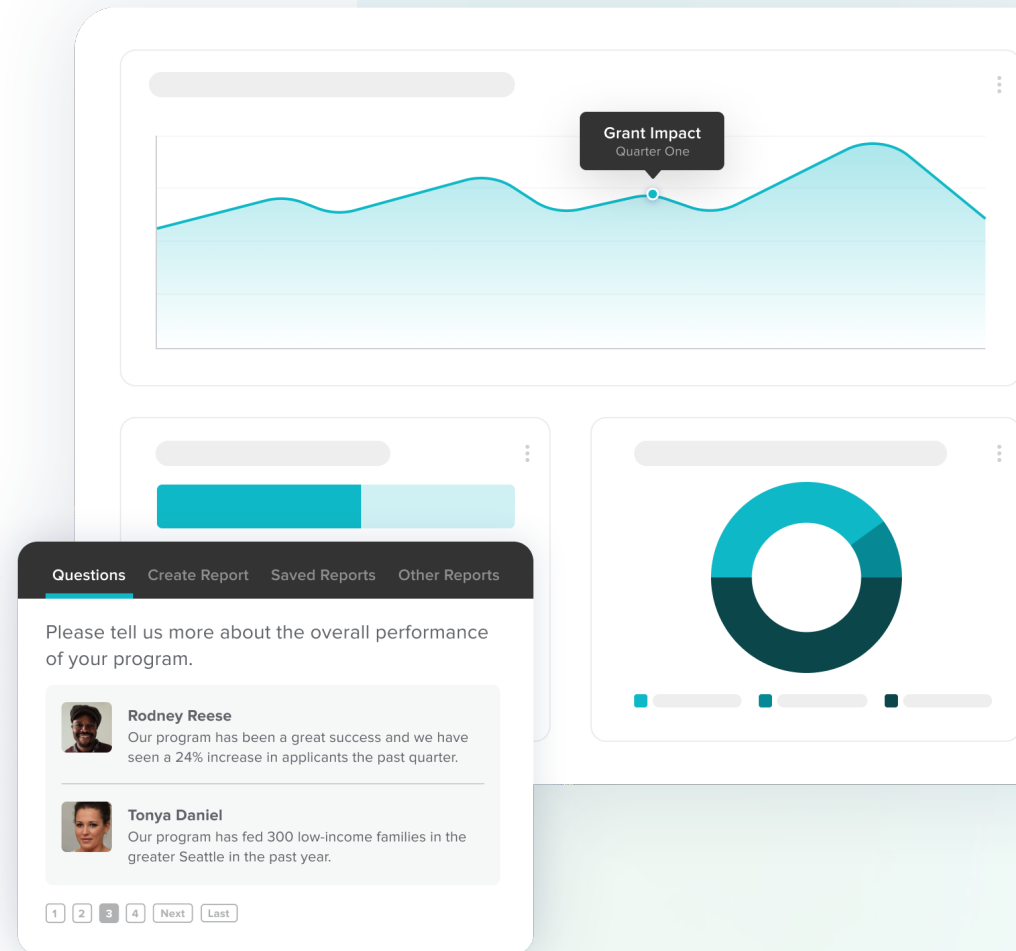 Grant Impact
Quarter One
Questions Create Report Saved Reports Other Reports
Please tell us more about the overall performance
of your program.
Rodney Reese
Our program has been a great success and we have
seen a 24% increase in applicants the past quarter.
Tonya Daniel
Our program has fed 300 low-income families in the
greater Seattle in the past year.
1 2 3 4 Next Last